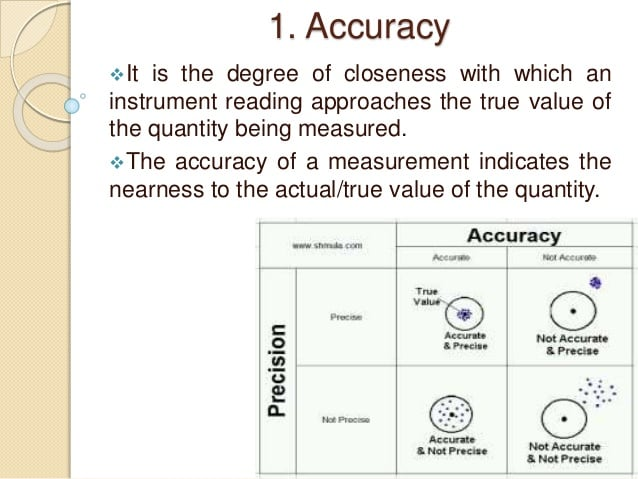 1. Accuracy
It is the degree of closeness with which an
instrument reading approaches the true value of
the quantity being measured.
The accuracy of a measurement indicates the
nearness to the actual/true value of the quantity.
www.shmula.com
Accuracy
Accurate
Not Accurate
Precision
Precise
True
Value
Accurate
& Precise
Not Accurate
& Precise
Not Precise
Accurate
& Not Precise
Not Accurate
& Not Precise